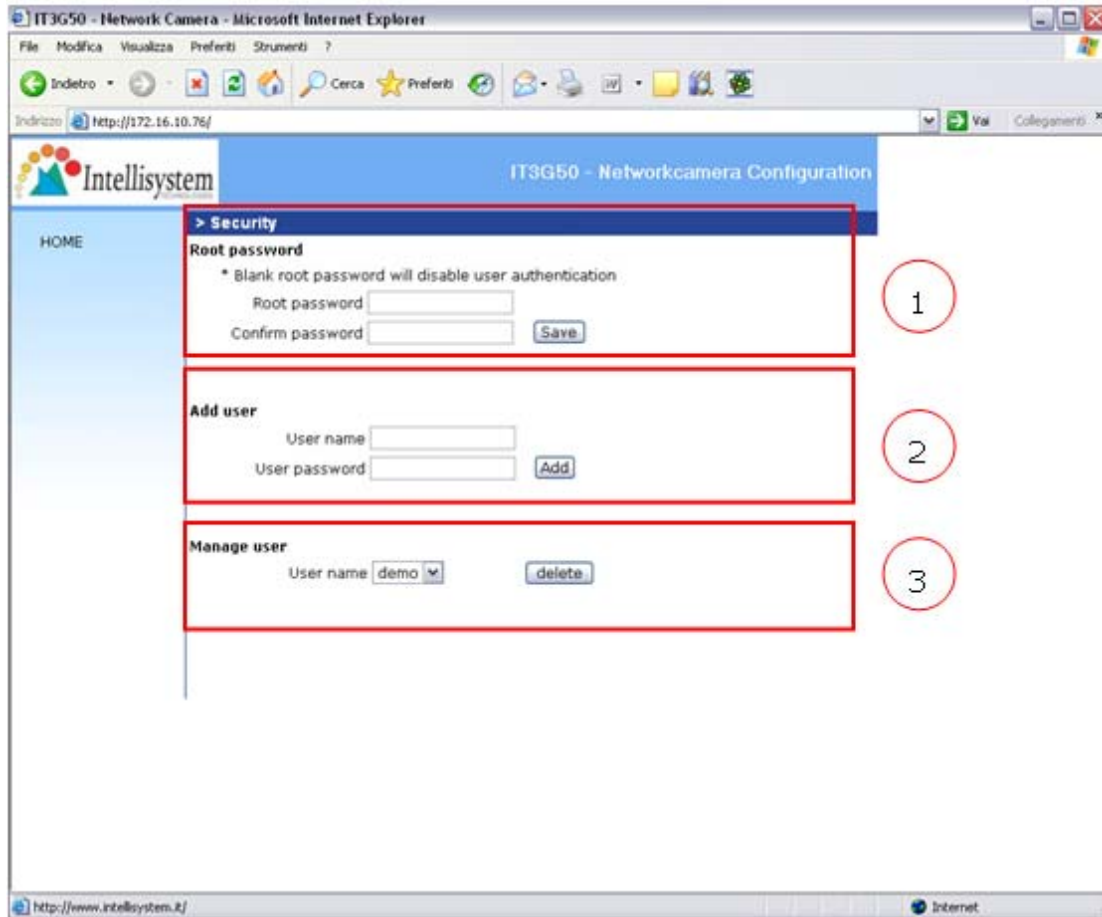 IT3G50 - Network Camera - Microsoft Internet Explorer
File Modifica Visualizza Preferiti Strumenti ?
Indietro Cerca Preferiti
Indirizzo http://172.16.10.76/ Vai Collegamenti
Intellisystem
IT3G50 - Networkcamera Configuration
HOME
> Security
Root password
* Blank root password will disable user authentication
Root password
Confirm password Save
1
Add user
User name
User password Add
2
Manage user
User name demo delete
3
http://www.intellisystem.it/ Internet